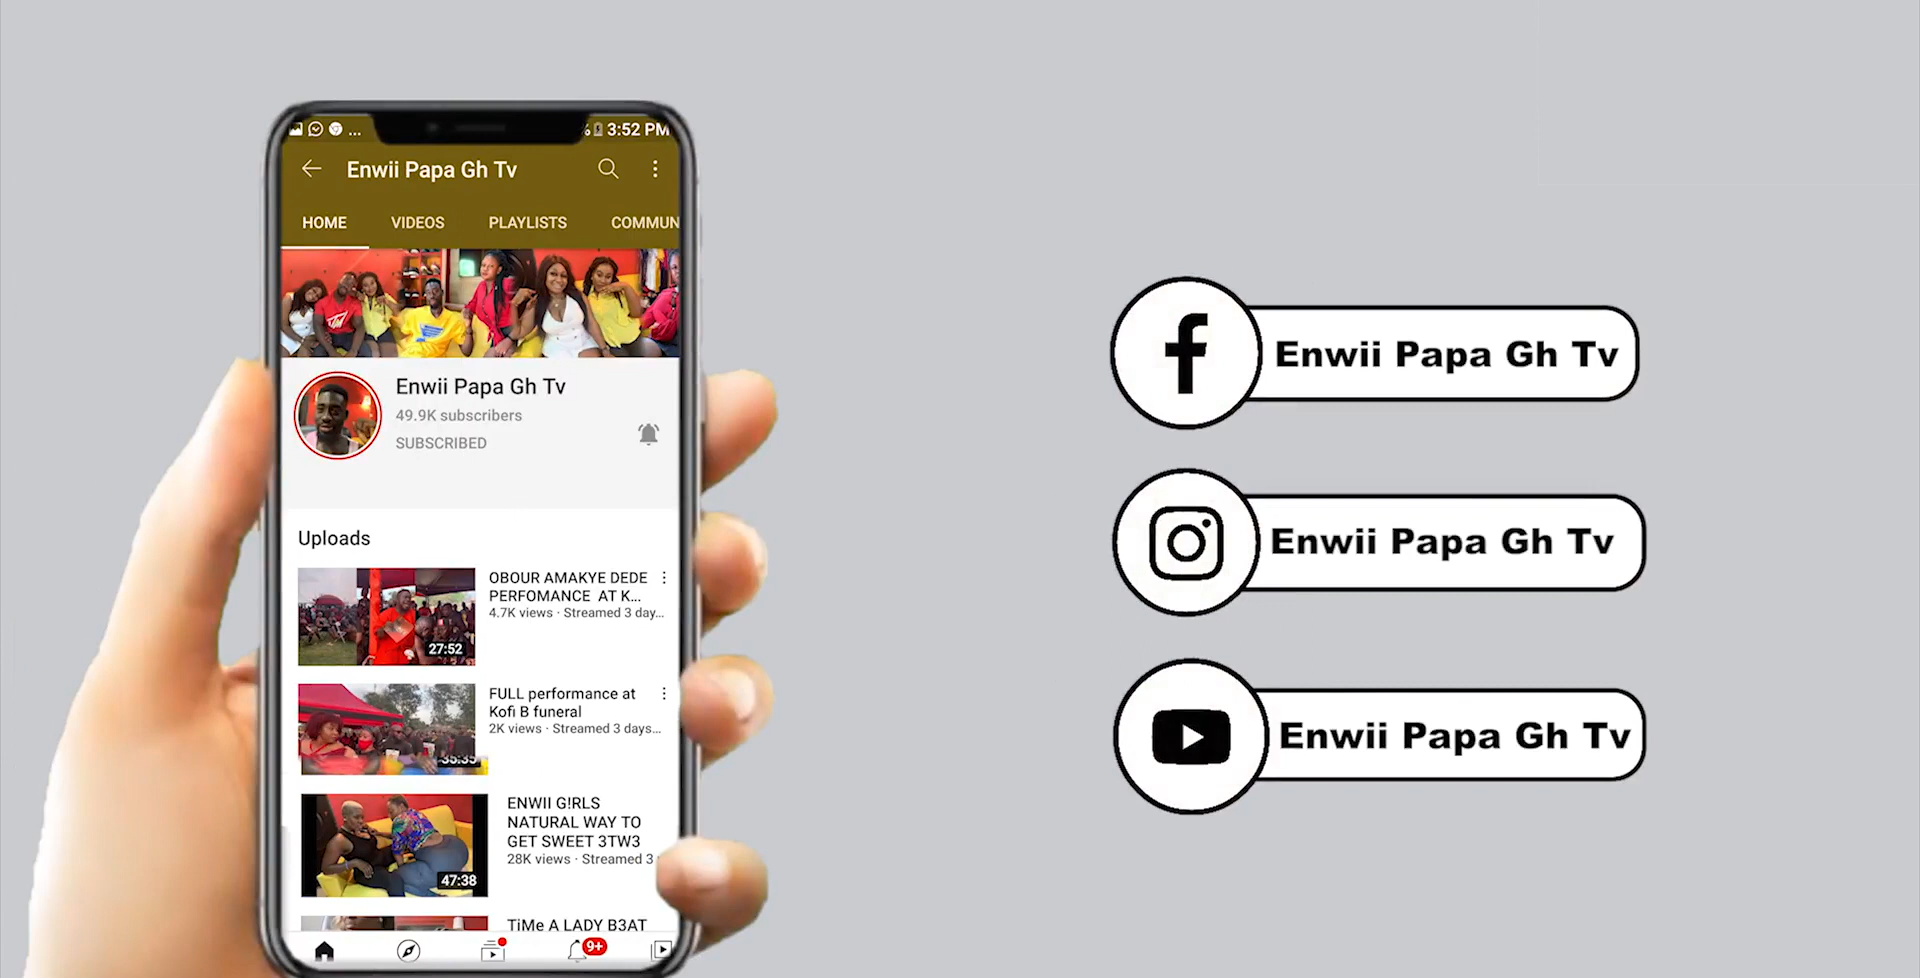 3:52 PM
Enwii Papa Gh Tv
HOME VIDEOS PLAYLISTS COMMUN
Enwii Papa Gh Tv
49.9K subscribers
SUBSCRIBED
Uploads
OBOUR AMAKYE DEDE
PERFOMANCE AT K...
4.7K views · Streamed 3 day...
27:52
FULL performance at
Kofi B funeral
2K views · Streamed 3 days...
35:35
ENWII G!RLS
NATURAL WAY TO
GET SWEET 3TW3
28K views · Streamed 3
47:38
TiMe A LADY B3AT
9+
Enwii Papa Gh Tv
Enwii Papa Gh Tv
Enwii Papa Gh Tv